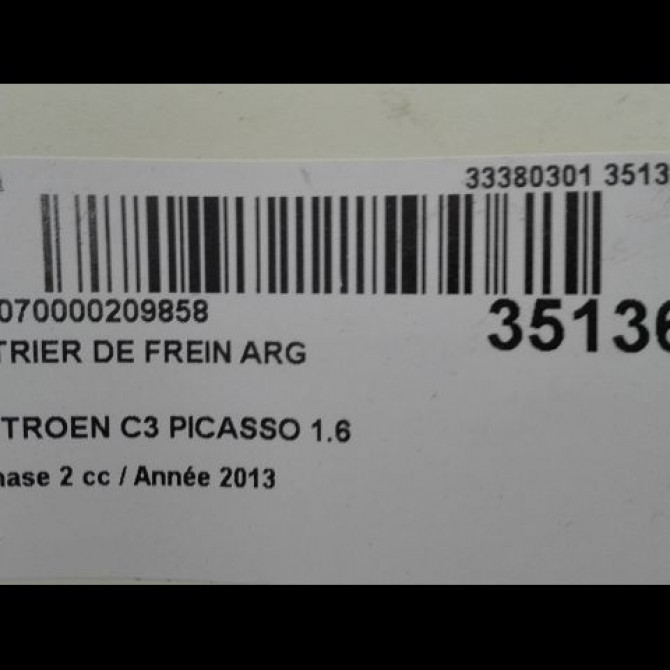 33380301 3513
070000209858
35136
TRIER DE FREIN ARG
TROEN C3 PICASSO 1.6
hase 2 cc / Année 2013